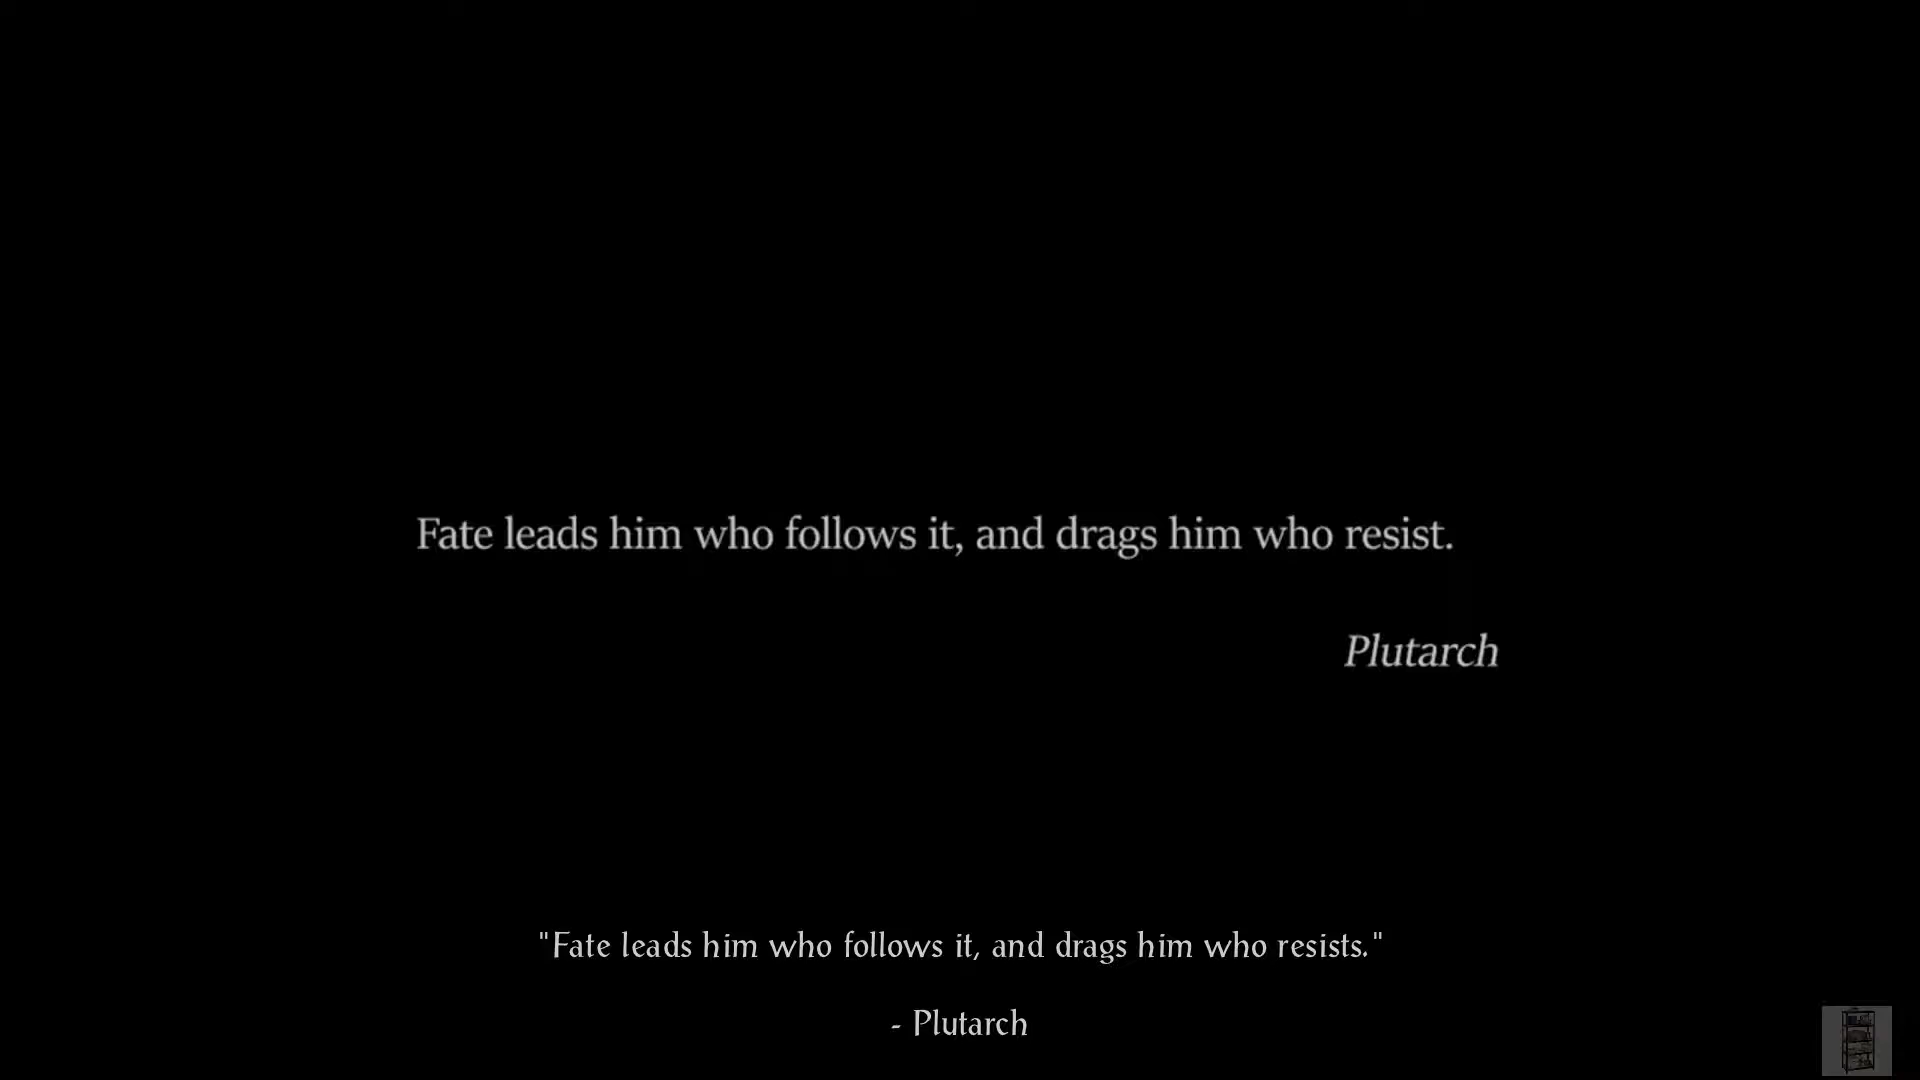 Fate leads him who follows it, and drags him who resist.
Plutarch
"Fate leads him who follows it, and drags him who resists."
- Plutarch